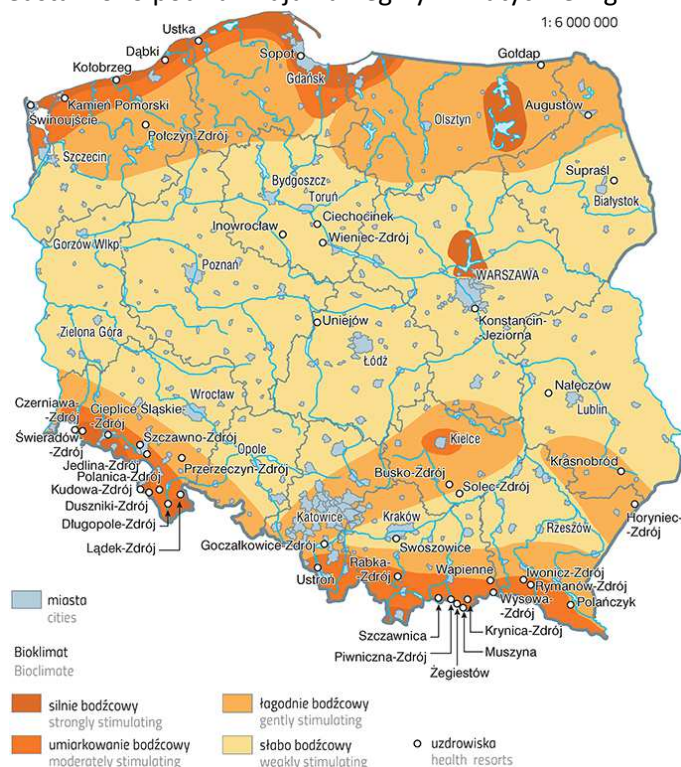 1:6 000 000
Ustka
Dąbki
Sopot
Gołdap
Kołobrzeg
Gdańsk
Kamień Pomorski
Świnoujście
Augustów
Olsztyn
Połczyn-Zdrój
Szczecin
Supraśl
Białystok
Bydgoszcz
Toruń
Ciechocinek
Inowrocław
Wieniec-Zdrój
Gorzów Wlkp
Poznań
WARSZAWA
Uniejów
Konstancin-
Jeziorna
Zielona Góra
Łódź
Nałęczów
Lublin
Wrocław
Czerniawa-
-Zdrój
Cieplice Śląskie-
-Zdrój
Świeradów-
-Zdrój
Szczawno-Zdrój
Opole
Kielce
Jedlina-Zdrój
Przerzeczyn-Zdrój
Krasnobród
Polanica-Zdrój
Busko-Zdrój
Kudowa-Zdrój
Solec-Zdrój
Duszniki-Zdrój
Długopole-Zdrój
Katowice
Kraków
Rzeszów
Horyniec-
-Zdrój
Lądek-Zdrój
Goczałkowice-Zdrój
Swoszowice
Rabka-
-Zdrój
Wapienne
Iwonicz-Zdrój
Ustroń
Rymanów-Zdrój
Wysowa-
-Zdrój
Polańczyk
Szczawnica
Krynica-Zdrój
Piwniczna-Zdrój
Muszyna
Żegiestów
miasta
cities
Bioklimat
Bioclimate
silnie bodźcowy
strongly stimulating
łagodnie bodźcowy
gently stimulating
umiarkowanie bodźcowy
moderately stimulating
słabo bodźcowy
weakly stimulating
uzdrowiska
health resorts